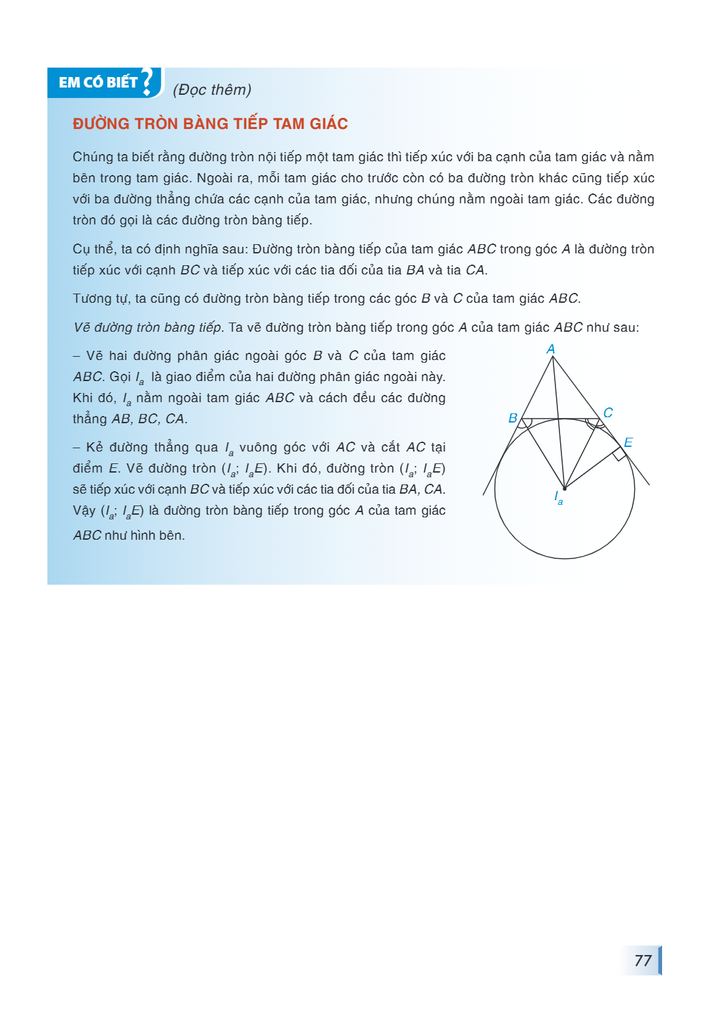 EM CÓ BIẾT ?
(Đọc thêm)
ĐƯỜNG TRÒN BÀNG TIẾP TAM GIÁC
Chúng ta biết rằng đường tròn nội tiếp một tam giác thì tiếp xúc với ba cạnh của tam giác và nằm
bên trong tam giác. Ngoài ra, mỗi tam giác cho trước còn có ba đường tròn khác cũng tiếp xúc
với ba đường thẳng chứa các cạnh của tam giác, nhưng chúng nằm ngoài tam giác. Các đường
tròn đó gọi là các đường tròn bàng tiếp.
Cụ thể, ta có định nghĩa sau: Đường tròn bàng tiếp của tam giác ABC trong góc A là đường tròn
tiếp xúc với cạnh BC và tiếp xúc với các tia đối của tia BA và tia CA.
Tương tự, ta cũng có đường tròn bàng tiếp trong các góc B và C của tam giác ABC.
Vẽ đường tròn bàng tiếp. Ta vẽ đường tròn bàng tiếp trong góc A của tam giác ABC như sau:
– Vẽ hai đường phân giác ngoài góc B và C của tam giác
ABC. Gọi Ia là giao điểm của hai đường phân giác ngoài này.
Khi đó, Ia nằm ngoài tam giác ABC và cách đều các đường
thẳng AB, BC, CA.
– Kẻ đường thẳng qua Ia vuông góc với AC và cắt AC tại
điểm E. Vẽ đường tròn (Ia; IaE). Khi đó, đường tròn (Ia; IaE)
sẽ tiếp xúc với cạnh BC và tiếp xúc với các tia đối của tia BA, CA.
Vậy (Ia; IaE) là đường tròn bàng tiếp trong góc A của tam giác
ABC như hình bên.
A
B
C
E
Ia
77